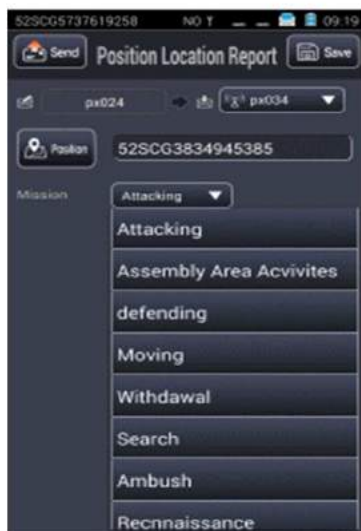 52SCG5737619258 NO T 09:19
Send Position Location Report Save
px024 px034
Position 52SCG3834945385
Mission Attacking
Attacking
Assembly Area Acvivites
defending
Moving
Withdawal
Search
Ambush
Recnnaissance